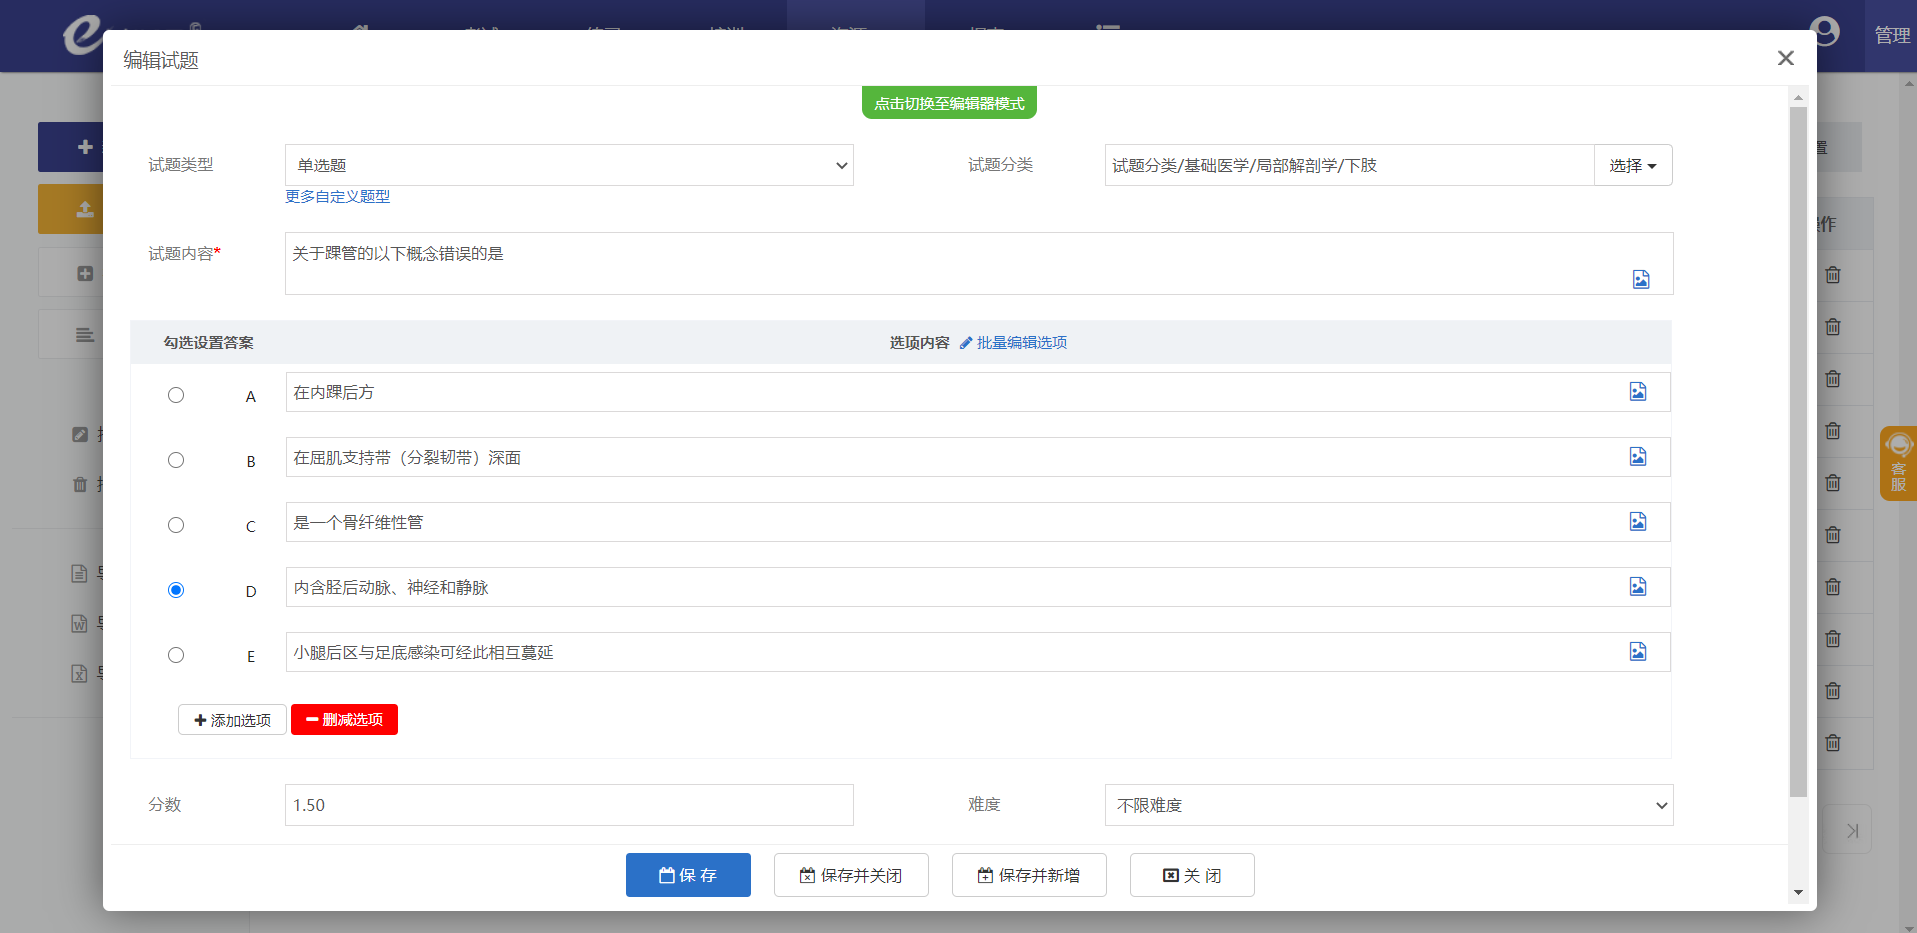 管理
编辑试题
点击切换至编辑器模式
试题类型
单选题
试题分类
试题分类/基础医学/局部解剖学/下肢
选择
更多自定义题型
试题内容*
关于踝管的以下概念错误的是
勾选设置答案
选项内容
批量编辑选项
A
在内踝后方
B
在屈肌支持带（分裂韧带）深面
C
是一个骨纤维性管
D
内含胫后动脉、神经和静脉
E
小腿后区与足底感染可经此相互蔓延
添加选项
删减选项
分数
1.50
难度
不限难度
保 存
保存并关闭
保存并新增
关 闭
客服